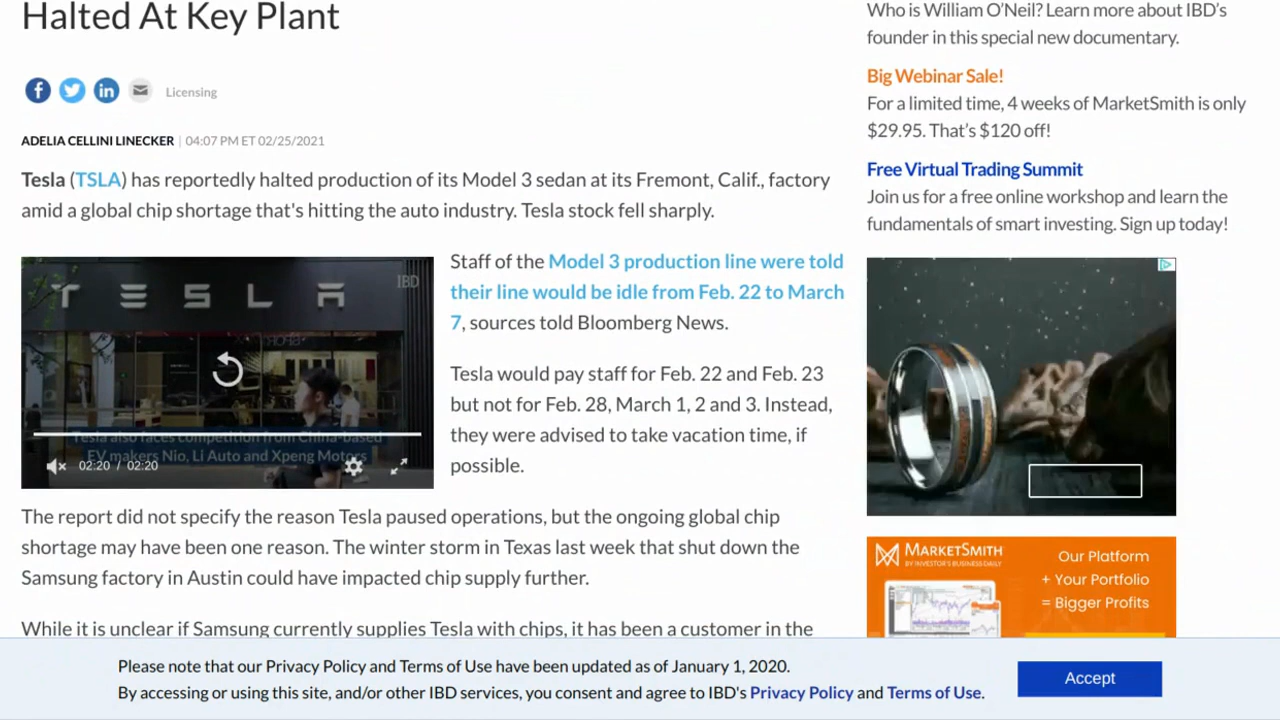 Halted At Key Plant
Licensing
ADELIA CELLINI LINECKER | 04:07 PM ET 02/25/2021
Tesla (TSLA) has reportedly halted production of its Model 3 sedan at its Fremont, Calif., factory
amid a global chip shortage that's hitting the auto industry. Tesla stock fell sharply.
TESLA
IBD
Tesla also faces competition from China-based
EV makers Nio, Li Auto and Xpeng Motors
02:20 / 02:20
Staff of the Model 3 production line were told
their line would be idle from Feb. 22 to March
7, sources told Bloomberg News.
Tesla would pay staff for Feb. 22 and Feb. 23
but not for Feb. 28, March 1, 2 and 3. Instead,
they were advised to take vacation time, if
possible.
The report did not specify the reason Tesla paused operations, but the ongoing global chip
shortage may have been one reason. The winter storm in Texas last week that shut down the
Samsung factory in Austin could have impacted chip supply further.
While it is unclear if Samsung currently supplies Tesla with chips, it has been a customer in the
Who is William O’Neil? Learn more about IBD’s
founder in this special new documentary.
Big Webinar Sale!
For a limited time, 4 weeks of MarketSmith is only
$29.95. That’s $120 off!
Free Virtual Trading Summit
Join us for a free online workshop and learn the
fundamentals of smart investing. Sign up today!
MARKETSMITH
BY INVESTOR'S BUSINESS DAILY
Our Platform
+ Your Portfolio
= Bigger Profits
Please note that our Privacy Policy and Terms of Use have been updated as of January 1, 2020.
By accessing or using this site, and/or other IBD services, you consent and agree to IBD's Privacy Policy and Terms of Use.
Accept